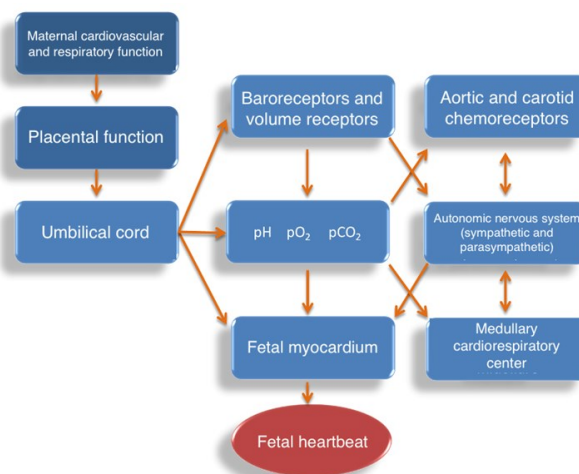 Maternal cardiovascular
and respiratory function
Placental function
Umbilical cord
Baroreceptors and
volume receptors
pH pO₂ pCO₂
Fetal myocardium
Fetal heartbeat
Aortic and carotid
chemoreceptors
Autonomic nervous system
(sympathetic and
parasympathetic)
Medullary
cardiorespiratory
center